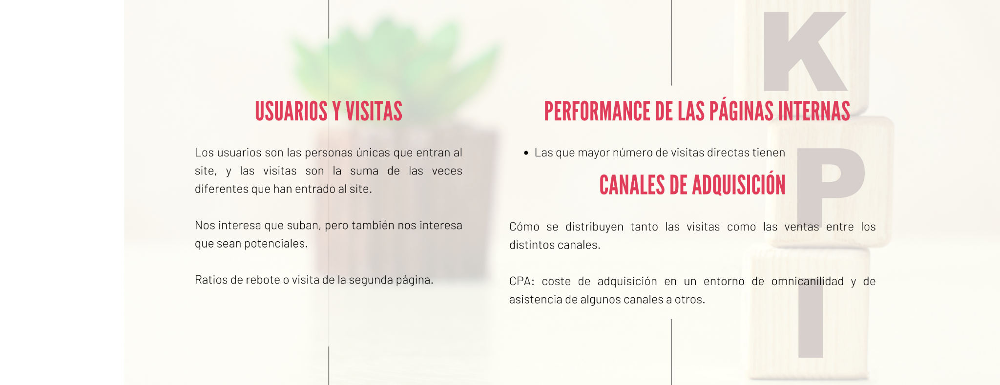 USUARIOS Y VISITAS
Los usuarios son las personas únicas que entran al
site, y las visitas son la suma de las veces
diferentes que han entrado al site.
Nos interesa que suban, pero también nos interesa
que sean potenciales.
Ratios de rebote o visita de la segunda página.
PERFORMANCE DE LAS PÁGINAS INTERNAS
• Las que mayor número de visitas directas tienen
CANALES DE ADQUISICIÓN
Cómo se distribuyen tanto las visitas como las ventas entre los
distintos canales.
CPA: coste de adquisición en un entorno de omnicanilidad y de
asistencia de algunos canales a otros.
K
P
I